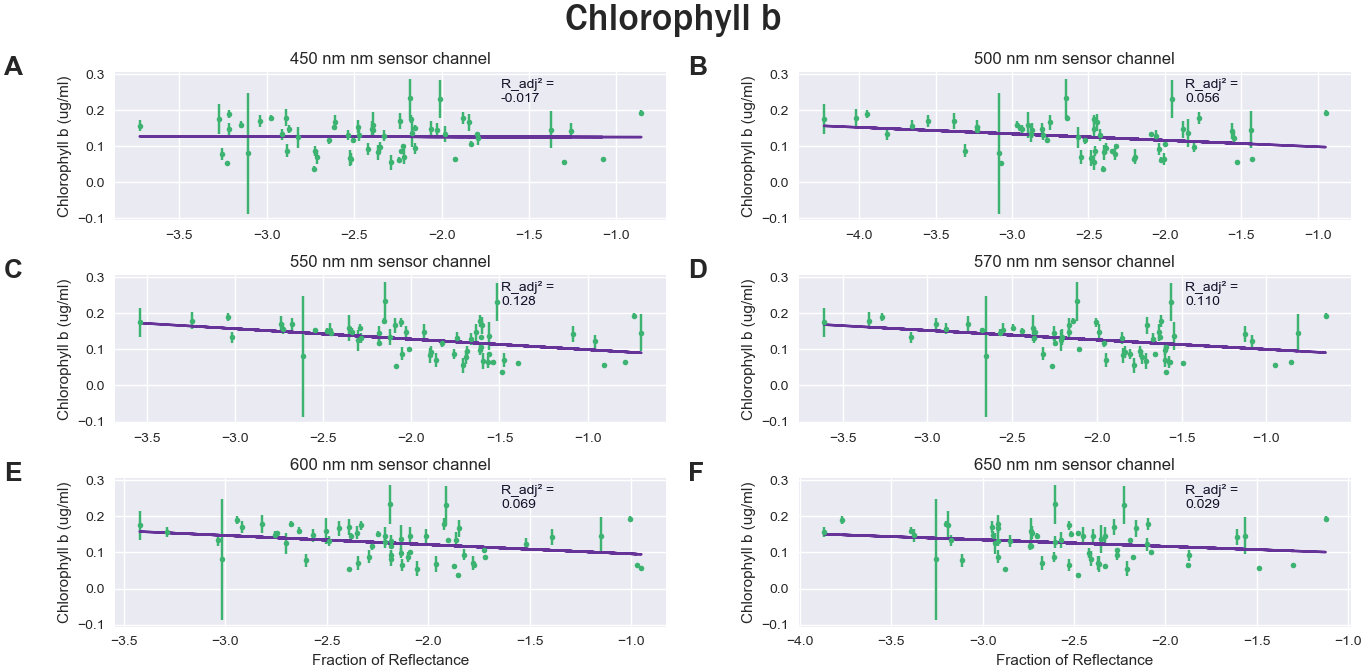 Chlorophyll b
A
450 nm nm sensor channel
R_adj² =
-0.017
Chlorophyll b (ug/ml)
0.3
0.2
0.1
0.0
−0.1
−3.5 −3.0 −2.5 −2.0 −1.5 −1.0
B
500 nm nm sensor channel
R_adj² =
0.056
Chlorophyll b (ug/ml)
0.3
0.2
0.1
0.0
−0.1
−4.0 −3.5 −3.0 −2.5 −2.0 −1.5 −1.0
C
550 nm nm sensor channel
R_adj² =
0.128
Chlorophyll b (ug/ml)
0.3
0.2
0.1
0.0
−0.1
−3.5 −3.0 −2.5 −2.0 −1.5 −1.0
D
570 nm nm sensor channel
R_adj² =
0.110
Chlorophyll b (ug/ml)
0.3
0.2
0.1
0.0
−0.1
−3.5 −3.0 −2.5 −2.0 −1.5 −1.0
E
600 nm nm sensor channel
R_adj² =
0.069
Chlorophyll b (ug/ml)
0.3
0.2
0.1
0.0
−0.1
−3.5 −3.0 −2.5 −2.0 −1.5 −1.0
Fraction of Reflectance
F
650 nm nm sensor channel
R_adj² =
0.029
Chlorophyll b (ug/ml)
0.3
0.2
0.1
0.0
−0.1
−4.0 −3.5 −3.0 −2.5 −2.0 −1.5 −1.0
Fraction of Reflectance